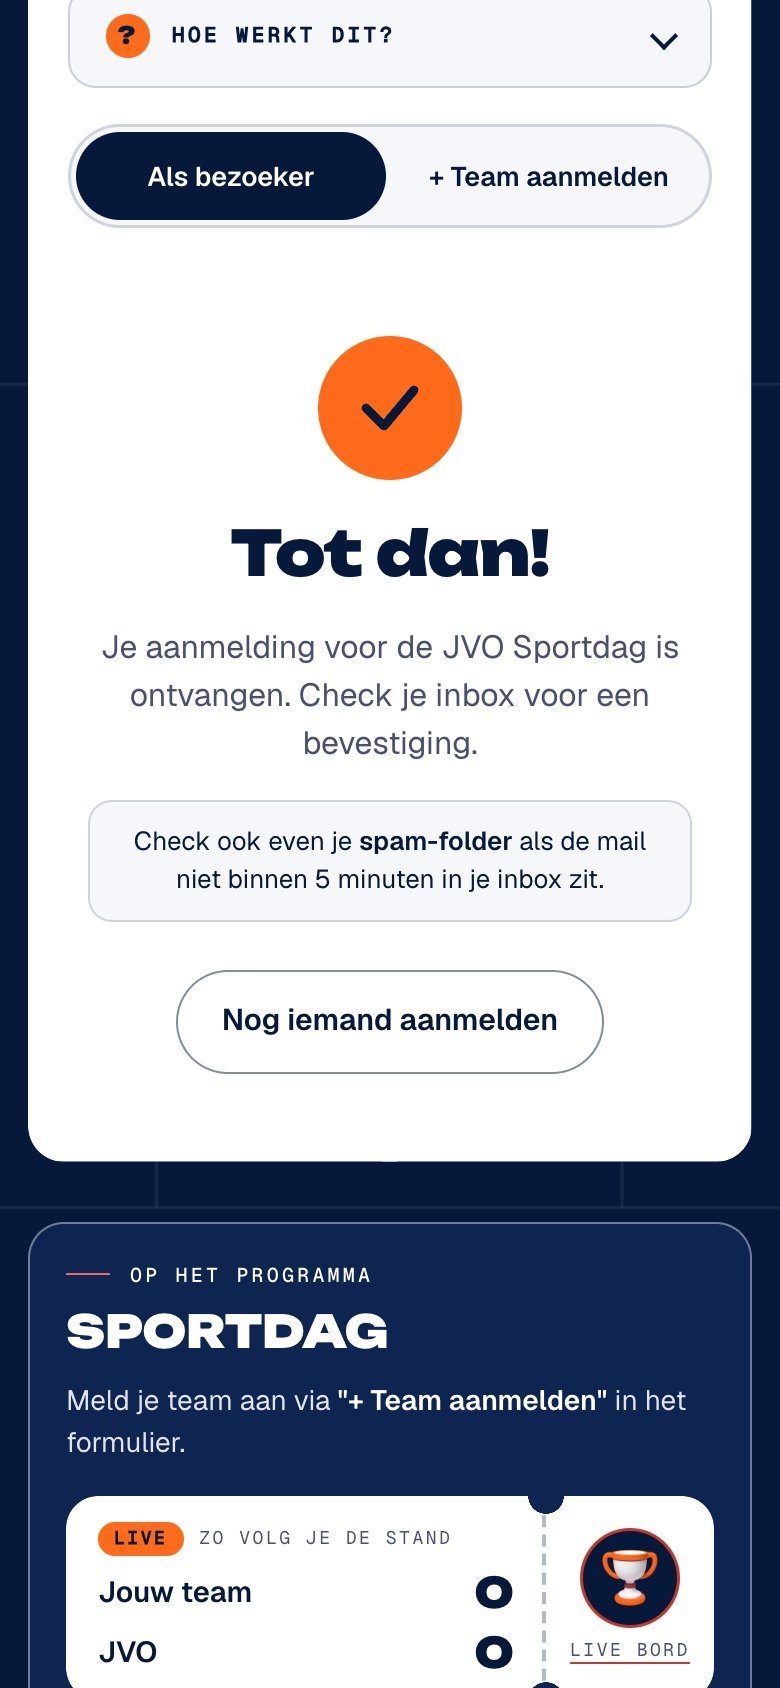 ? HOE WERKT DIT?
Als bezoeker + Team aanmelden
Tot dan!
Je aanmelding voor de JVO Sportdag is
ontvangen. Check je inbox voor een
bevestiging.
Check ook even je spam-folder als de mail
niet binnen 5 minuten in je inbox zit.
Nog iemand aanmelden
OP HET PROGRAMMA
SPORTDAG
Meld je team aan via "+ Team aanmelden" in het
formulier.
LIVE ZO VOLG JE DE STAND
Jouw team 0
JVO 0
LIVE BORD